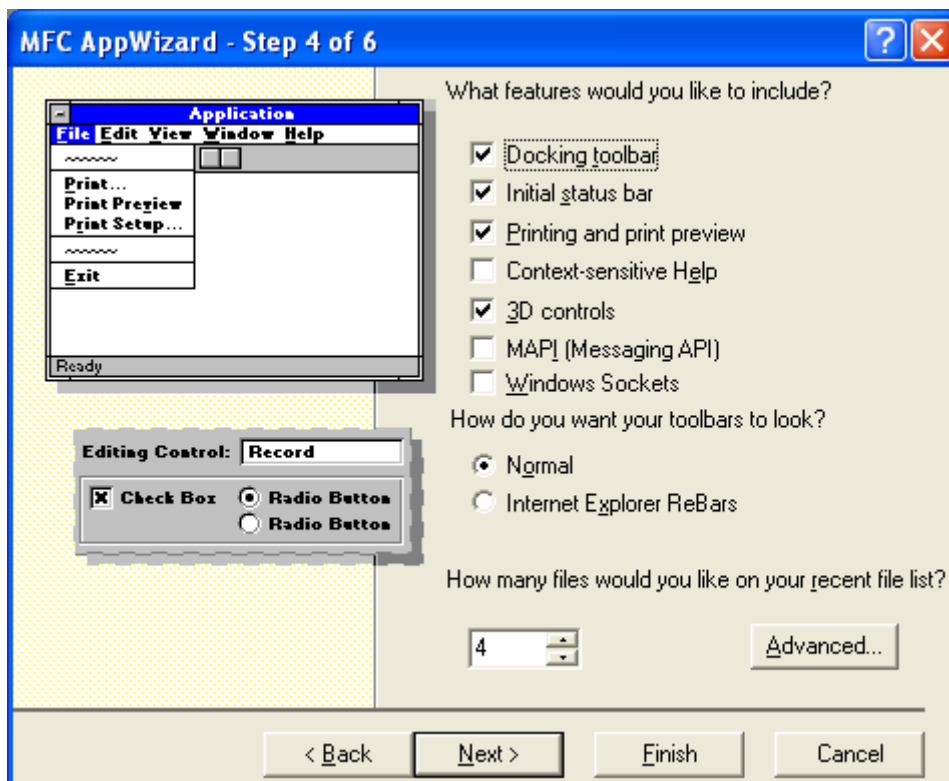 MFC AppWizard - Step 4 of 6
Application
File Edit View Window Help
Print...
Print Preview
Print Setup...
Exit
Ready
Editing Control: Record
Check Box
Radio Button
Radio Button
What features would you like to include?
Docking toolbar
Initial status bar
Printing and print preview
Context-sensitive Help
3D controls
MAPI (Messaging API)
Windows Sockets
How do you want your toolbars to look?
Normal
Internet Explorer ReBars
How many files would you like on your recent file list?
4
Advanced...
< Back
Next >
Finish
Cancel